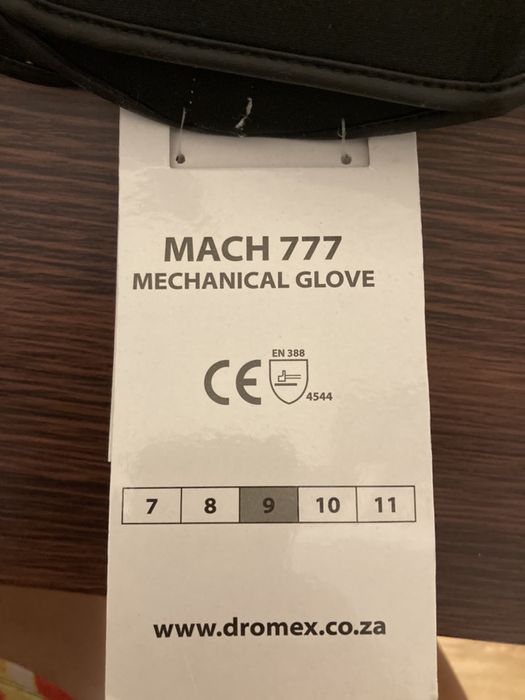 MACH 777
MECHANICAL GLOVE
CE EN 388
4544
7 8 9 10 11
www.dromex.co.za